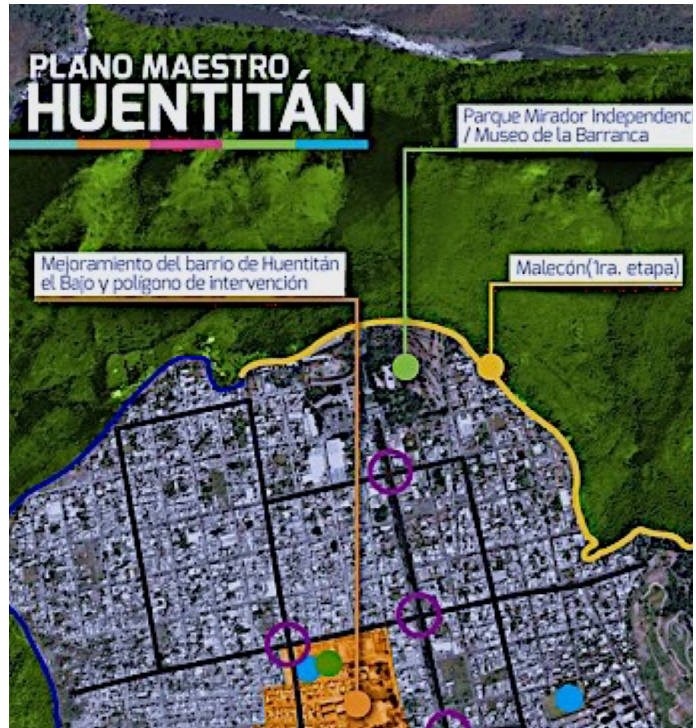 PLANO MAESTRO
HUENTITÁN
Parque Mirador Independenci
/ Museo de la Barranca
Mejoramiento del barrio de Huentitán
el Bajo y polígono de intervención
Malecón(1ra. etapa)